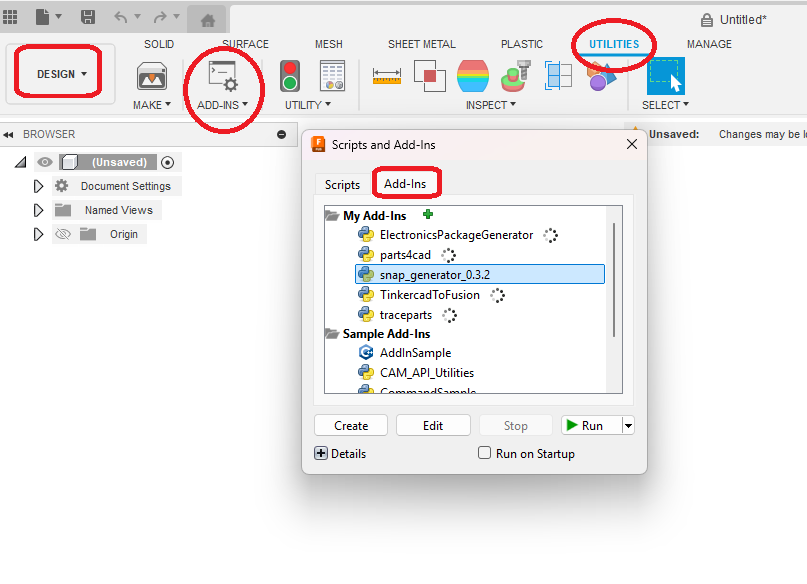 Untitled*
SOLID SURFACE MESH SHEET METAL PLASTIC UTILITIES MANAGE
DESIGN
MAKE ADD-INS UTILITY INSPECT SELECT
BROWSER
Unsaved: Changes may be l
(Unsaved)
Document Settings
Named Views
Origin
Scripts and Add-Ins
Scripts Add-Ins
My Add-Ins
ElectronicsPackageGenerator
parts4cad
snap_generator_0.3.2
TinkercadToFusion
traceparts
Sample Add-Ins
AddInSample
CAM_API_Utilities
CommandSample
Create Edit Stop Run
Details Run on Startup